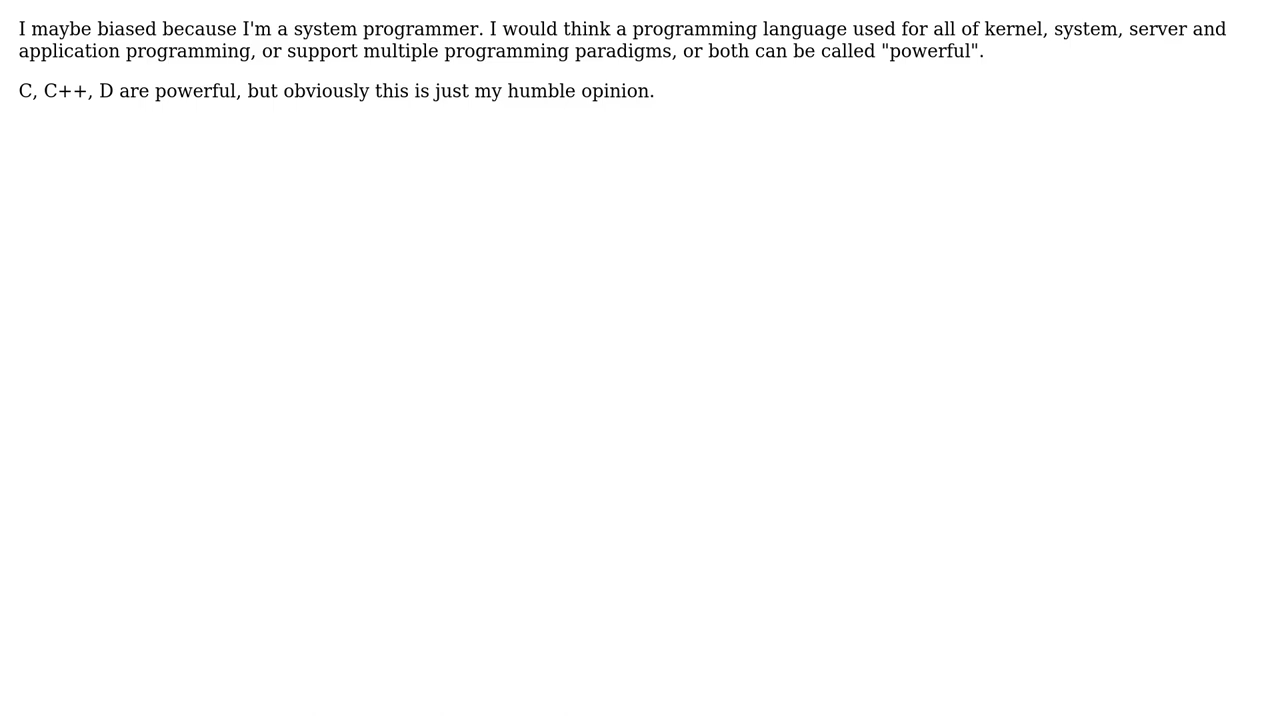 I maybe biased because I'm a system programmer. I would think a programming language used for all of kernel, system, server and
application programming, or support multiple programming paradigms, or both can be called "powerful".
C, C++, D are powerful, but obviously this is just my humble opinion.